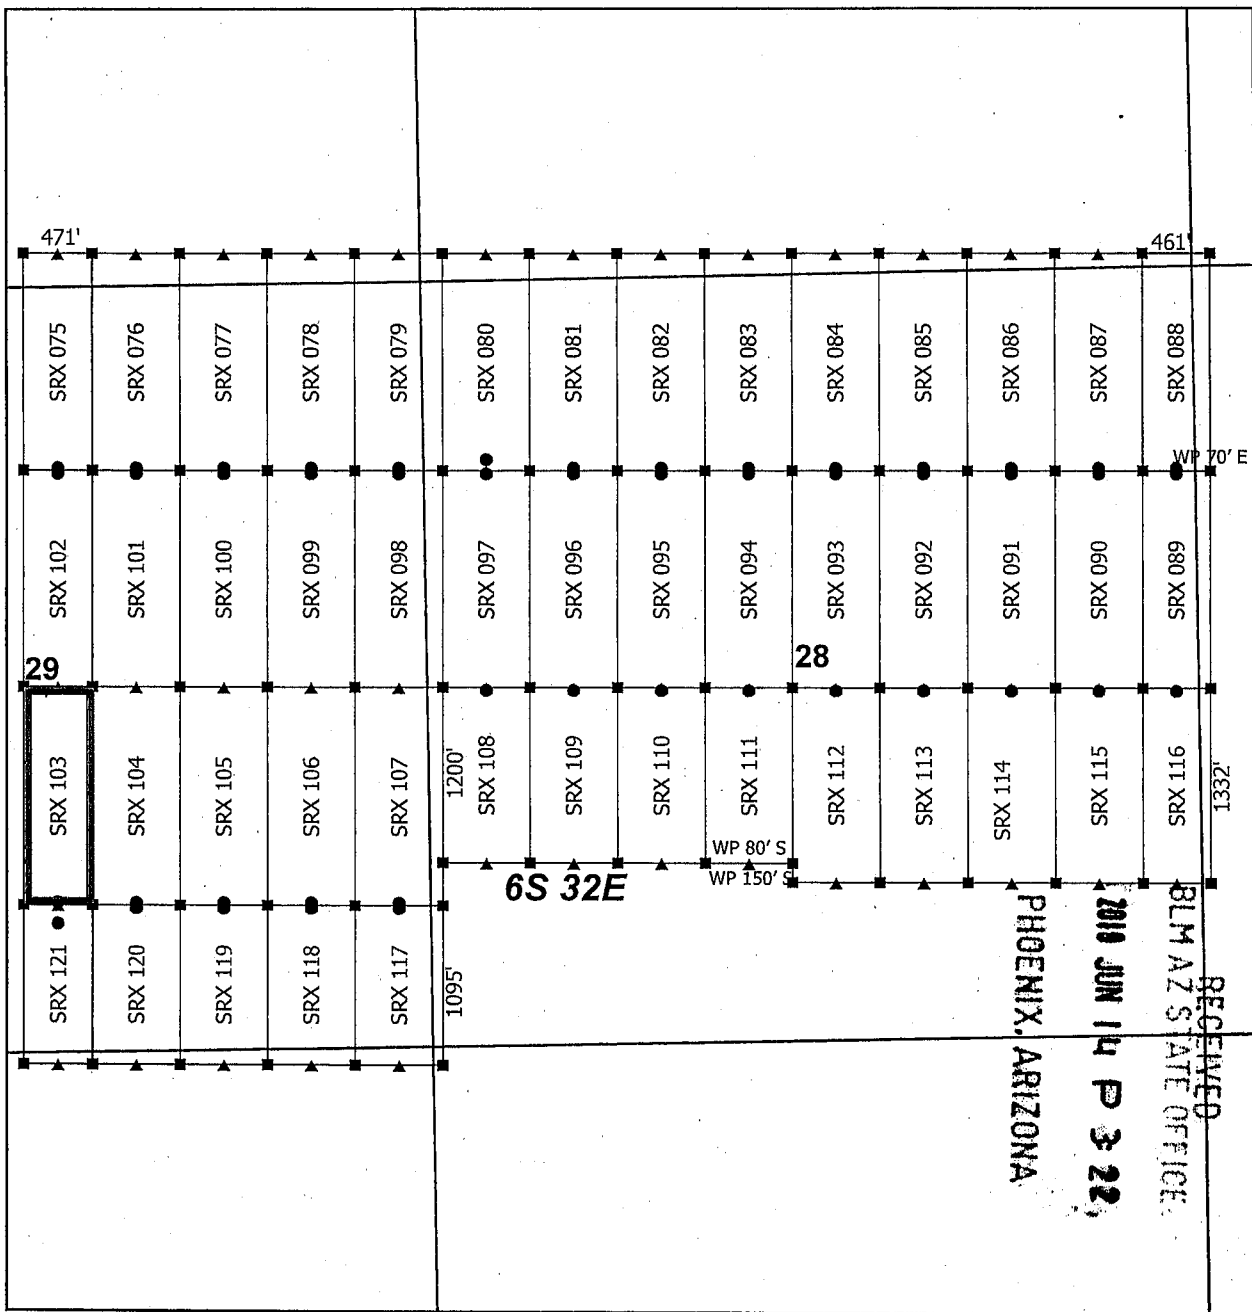 471'
461'
SRX 075
SRX 076
SRX 077
SRX 078
SRX 079
SRX 080
SRX 081
SRX 082
SRX 083
SRX 084
SRX 085
SRX 086
SRX 087
SRX 088
WP 70' E
SRX 102
SRX 101
SRX 100
SRX 099
SRX 098
SRX 097
SRX 096
SRX 095
SRX 094
SRX 093
SRX 092
SRX 091
SRX 090
SRX 089
29
28
SRX 103
SRX 104
SRX 105
SRX 106
SRX 107
1200'
SRX 108
SRX 109
SRX 110
SRX 111
SRX 112
SRX 113
SRX 114
SRX 115
SRX 116
1332'
WP 80' S
WP 150' S
6S 32E
SRX 121
SRX 120
SRX 119
SRX 118
SRX 117
1095'
RECEIVED
BLM AZ STATE OFFICE
JUN 14 P 3:22
PHOENIX, ARIZONA